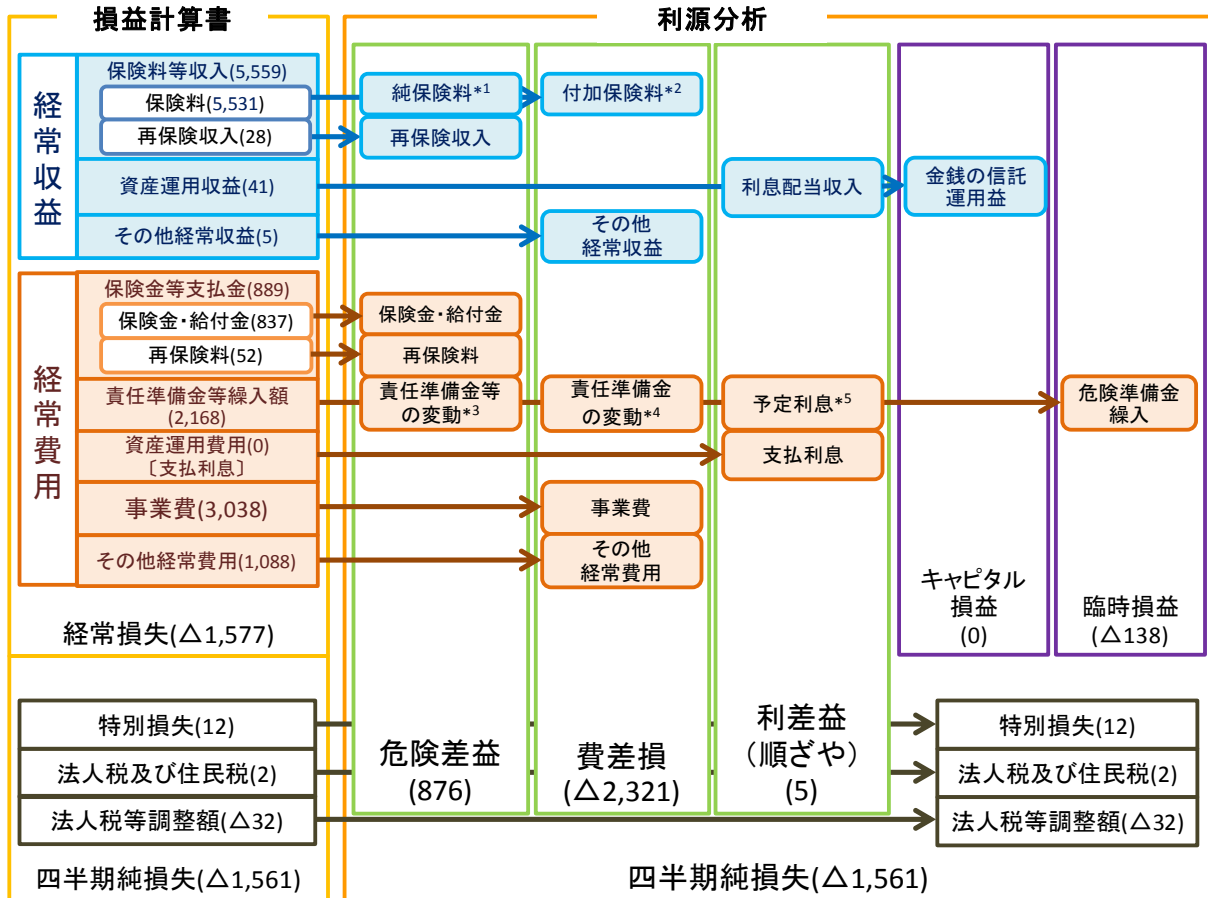 損益計算書
利源分析
経常収益
保険料等収入(5,559)
保険料(5,531)
再保険収入(28)
資産運用収益(41)
その他経常収益(5)
純保険料*1
付加保険料*2
再保険収入
利息配当収入
金銭の信託
運用益
その他
経常収益
経常費用
保険金等支払金(889)
保険金・給付金(837)
再保険料(52)
責任準備金等繰入額
(2,168)
資産運用費用(0)
〔支払利息〕
事業費(3,038)
その他経常費用(1,088)
保険金・給付金
再保険料
責任準備金等
の変動*3
責任準備金
の変動*4
予定利息*5
危険準備金
繰入
支払利息
事業費
その他
経常費用
経常損失(△1,577)
キャピタル
損益
(0)
臨時損益
(△138)
特別損失(12)
法人税及び住民税(2)
法人税等調整額(△32)
危険差益
(876)
費差損
(△2,321)
利差益
(順ざや)
(5)
特別損失(12)
法人税及び住民税(2)
法人税等調整額(△32)
四半期純損失(△1,561)
四半期純損失(△1,561)